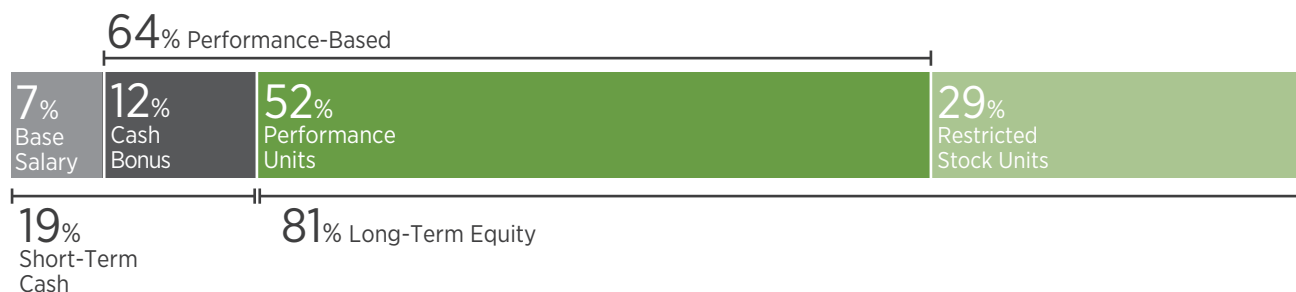 64% Performance-Based
7%
Base
Salary
12%
Cash
Bonus
52%
Performance
Units
29%
Restricted
Stock Units
19%
Short-Term
Cash
81% Long-Term Equity